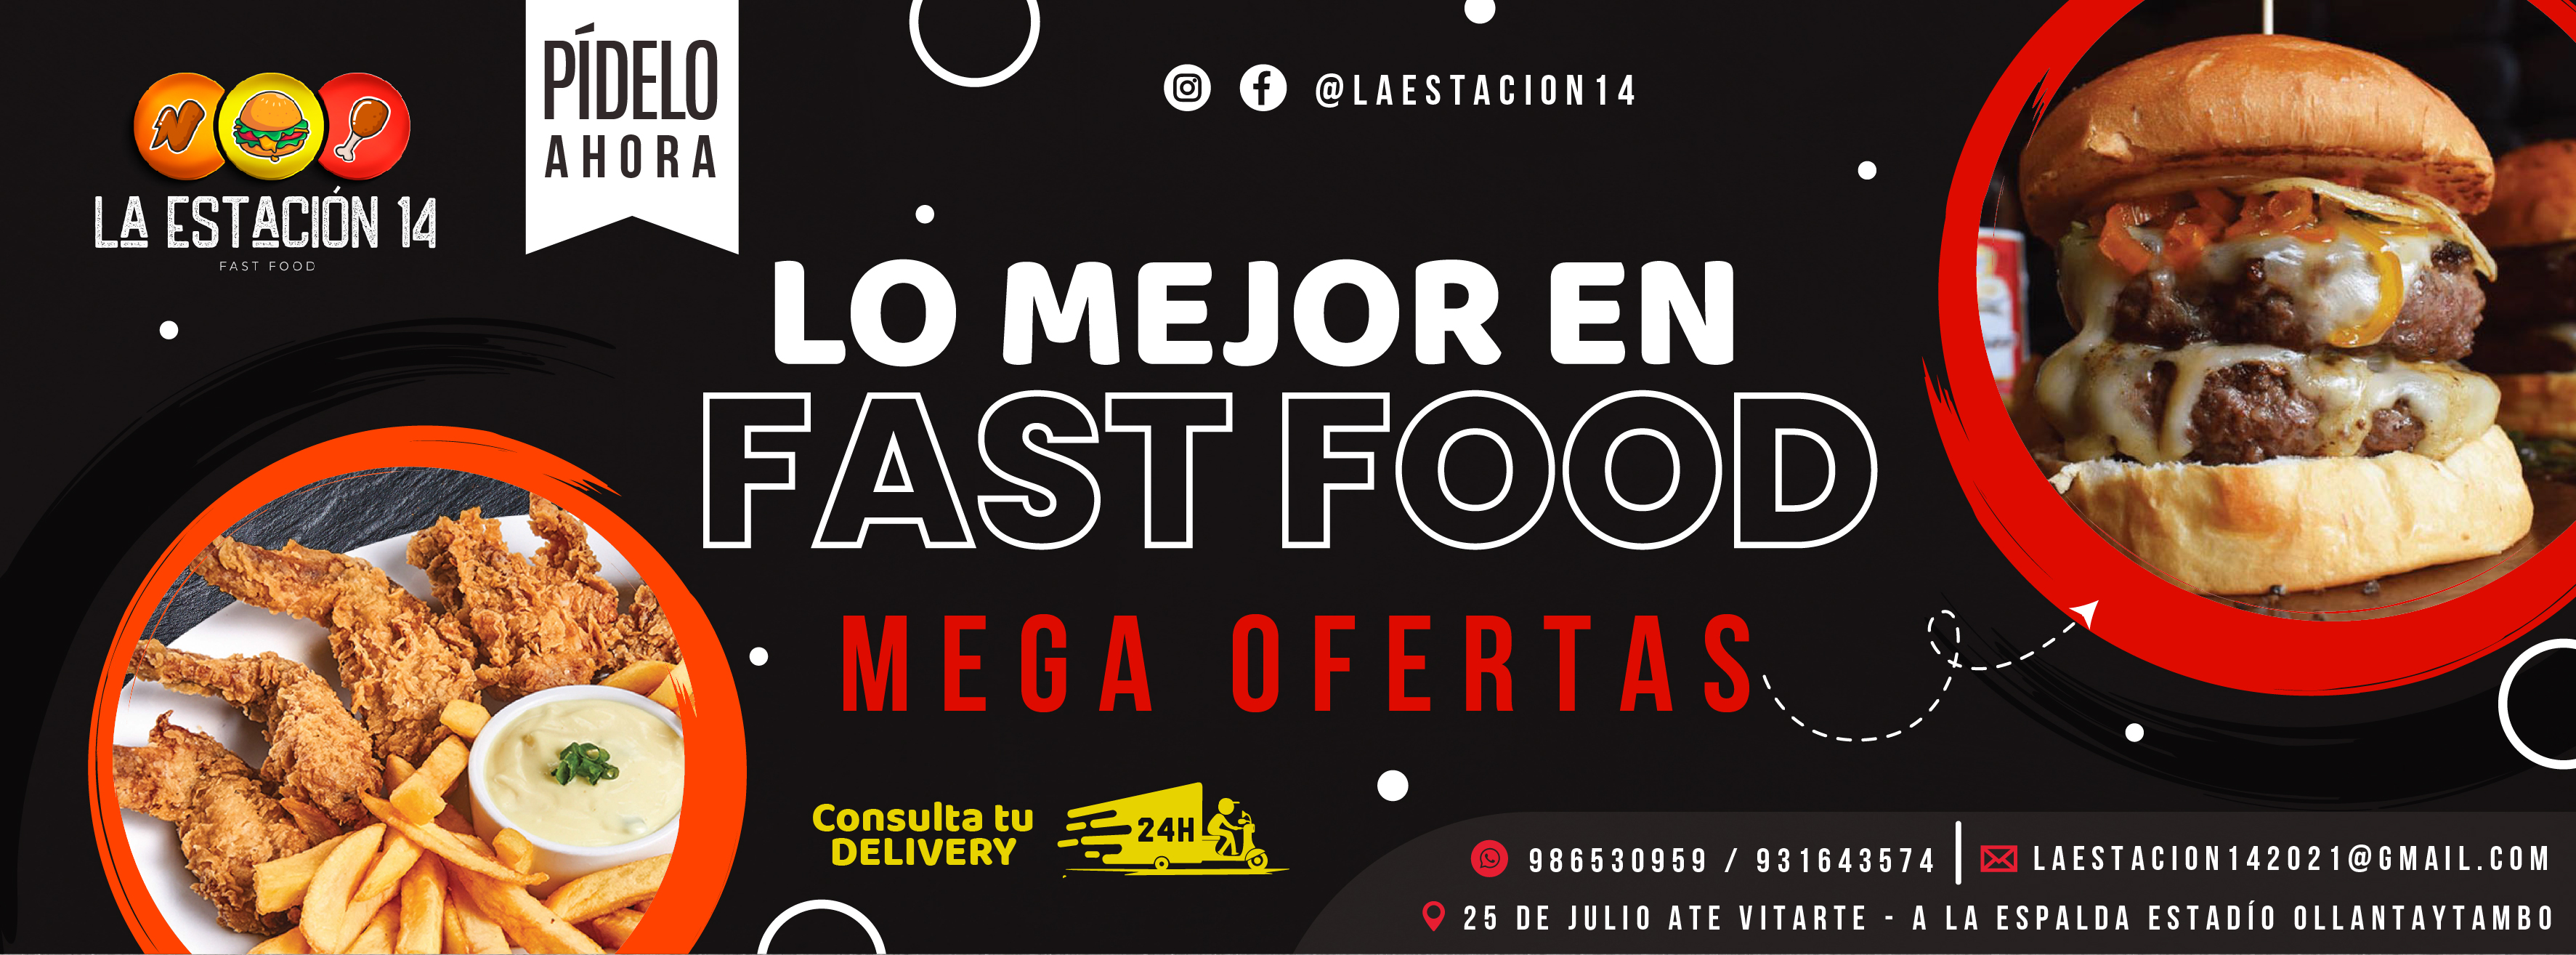 LA ESTACIÓN 14
FAST FOOD
PÍDELO
AHORA
@LAESTACION14
LO MEJOR EN
FAST FOOD
MEGA OFERTAS
Consulta tu
DELIVERY
24H
986530959 / 931643574
LAESTACION142021@GMAIL.COM
25 DE JULIO ATE VITARTE - A LA ESPALDA ESTADÍO OLLANTAYTAMBO